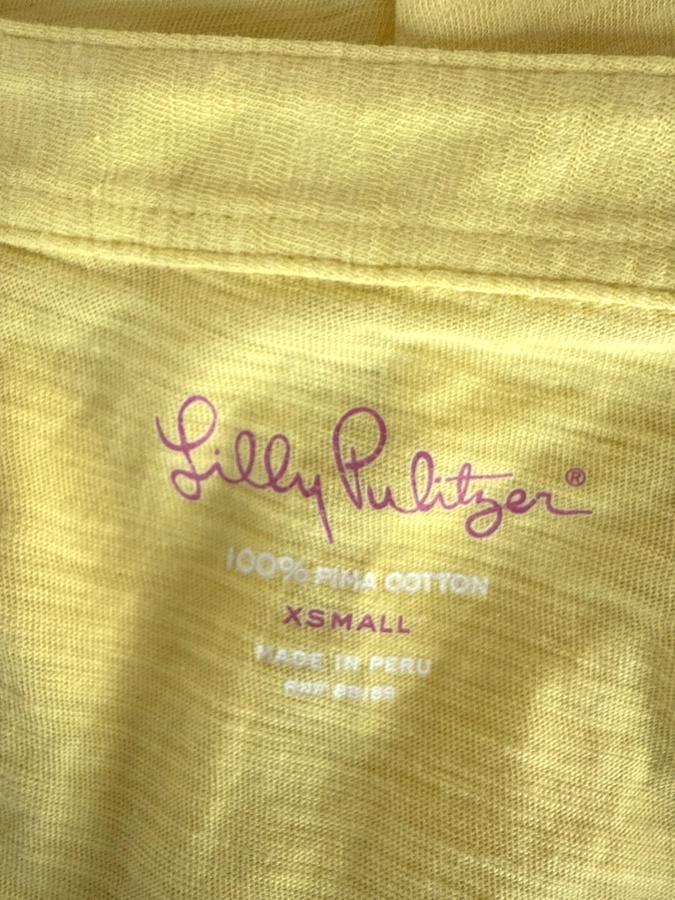 Lilly Pulitzer®
100% PIMA COTTON
XSMALL
MADE IN PERU